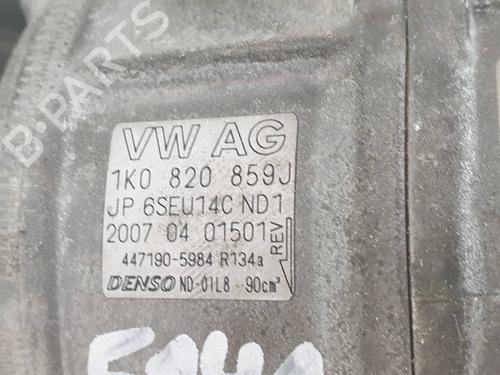 B-PARTS
VW AG
1K0 820 859J
JP 6SEU14C ND1
2007 04 01501
REV
447190-5984 R134a
DENSO ND-OIL8 · 90cm³